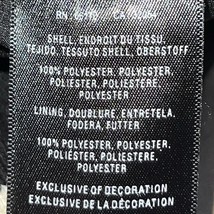 SHELL, ENDROIT DU TISSU,
TEJIDO, TESSUTO SHELL, OBERSTOFF
100% POLYESTER, POLYESTER,
POLIÉSTER, POLIESTERE,
POLYESTER
LINING, DOUBLURE, ENTRETELA,
FODERA, FUTTER
100% POLYESTER, POLYESTER,
POLIÉSTER, POLIESTERE,
POLYESTER
EXCLUSIVE OF DECORATION
EXCLUSIVE DE LA DÉCORATION